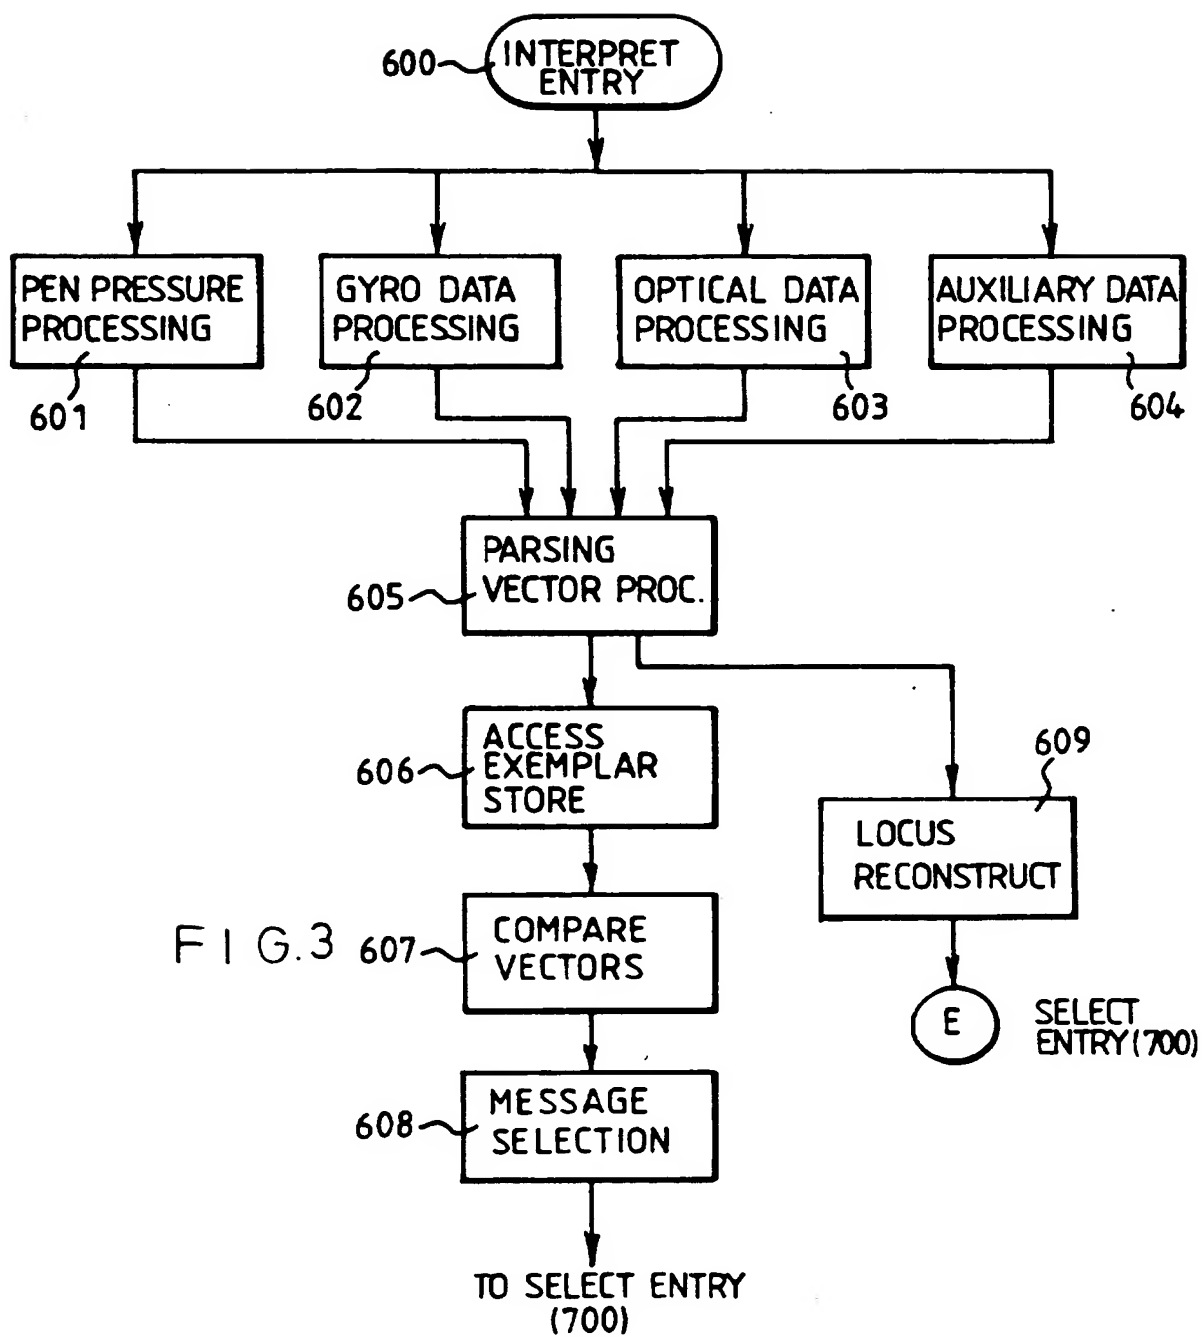 600
INTERPRET
ENTRY
PEN PRESSURE
PROCESSING
601
GYRO DATA
PROCESSING
602
OPTICAL DATA
PROCESSING
603
AUXILIARY DATA
PROCESSING
604
PARSING
VECTOR PROC.
605
ACCESS
EXEMPLAR
STORE
606
609
LOCUS
RECONSTRUCT
FIG.3
607
COMPARE
VECTORS
E
SELECT
ENTRY(700)
608
MESSAGE
SELECTION
TO SELECT ENTRY
(700)